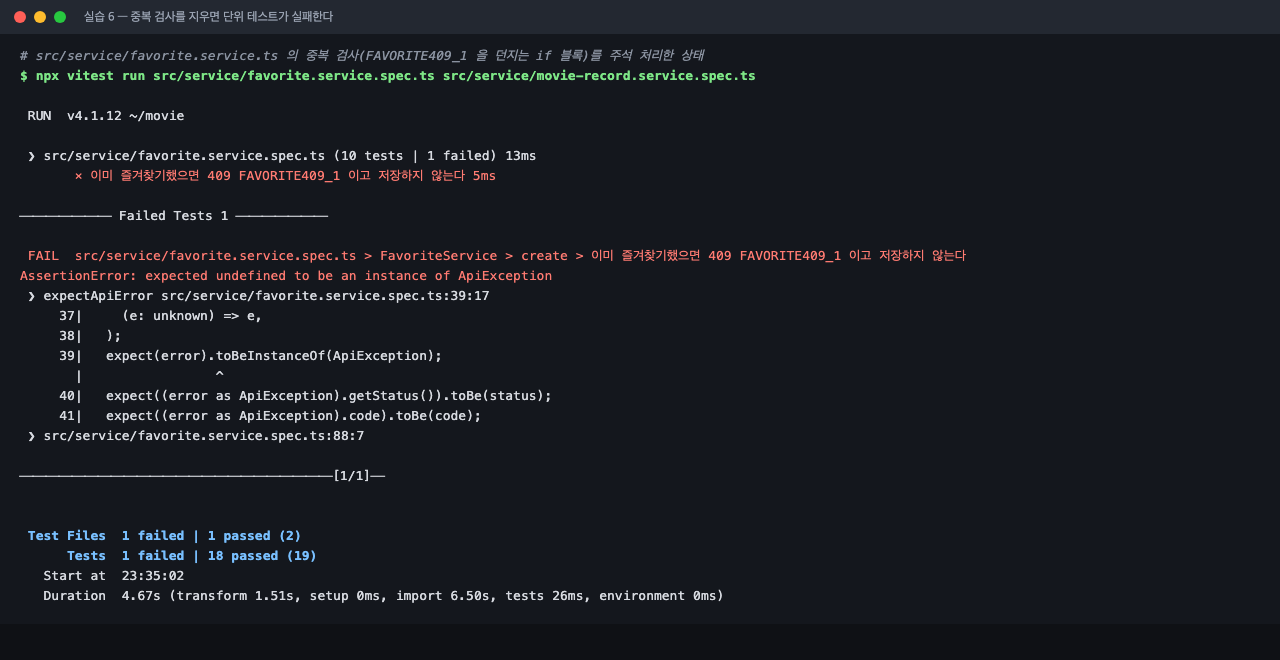 실습 6 — 중복 검사를 지우면 단위 테스트가 실패한다
# src/service/favorite.service.ts 의 중복 검사(FAVORITE409_1 을 던지는 if 블록)를 주석 처리한 상태
$ npx vitest run src/service/favorite.service.spec.ts src/service/movie-record.service.spec.ts
RUN  v4.1.12 ~/movie
❯ src/service/favorite.service.spec.ts (10 tests | 1 failed) 13ms
× 이미 즐겨찾기했으면 409 FAVORITE409_1 이고 저장하지 않는다 5ms
──────────── Failed Tests 1 ────────────
FAIL  src/service/favorite.service.spec.ts > FavoriteService > create > 이미 즐겨찾기했으면 409 FAVORITE409_1 이고 저장하지 않는다
AssertionError: expected undefined to be an instance of ApiException
❯ expectApiError src/service/favorite.service.spec.ts:39:17
37|     (e: unknown) => e,
38|   );
39|   expect(error).toBeInstanceOf(ApiException);
|                 ^
40|   expect((error as ApiException).getStatus()).toBe(status);
41|   expect((error as ApiException).code).toBe(code);
❯ src/service/favorite.service.spec.ts:88:7
────────────────────────────────────────[1/1]──
Test Files  1 failed | 1 passed (2)
Tests  1 failed | 18 passed (19)
Start at  23:35:02
Duration  4.67s (transform 1.51s, setup 0ms, import 6.50s, tests 26ms, environment 0ms)